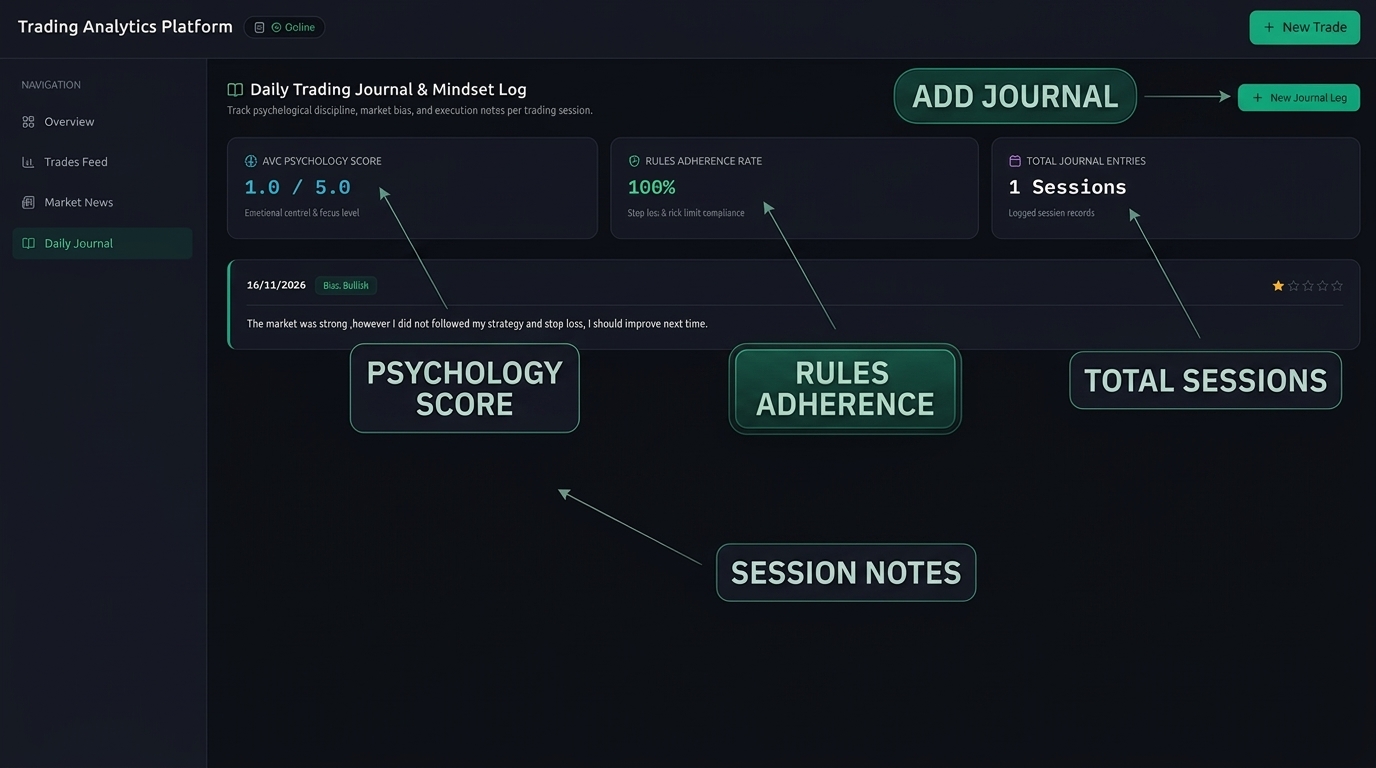 Trading Analytics Platform
Goline
+ New Trade
NAVIGATION
Overview
Trades Feed
Market News
Daily Journal
Daily Trading Journal & Mindset Log
Track psychelogical discipline, market bias, and execution notes per trading session.
ADD JOURNAL
+ New Journal Leg
AVC PSYCHOLOGY SCORE
1.0 / 5.0
Emetional centrel & fecus level
RULES ADHERENCE RATE
100%
Stop los: & rick limit compliance
TOTAL JOURNAL ENTRIES
1 Sessions
Logged sessien records
16/11/2026
Bias. Bullish
The market was strong ,however I did not followed my strategy and stop loss, I should improve next time.
PSYCHOLOGY
SCORE
RULES
ADHERENCE
TOTAL SESSIONS
SESSION NOTES